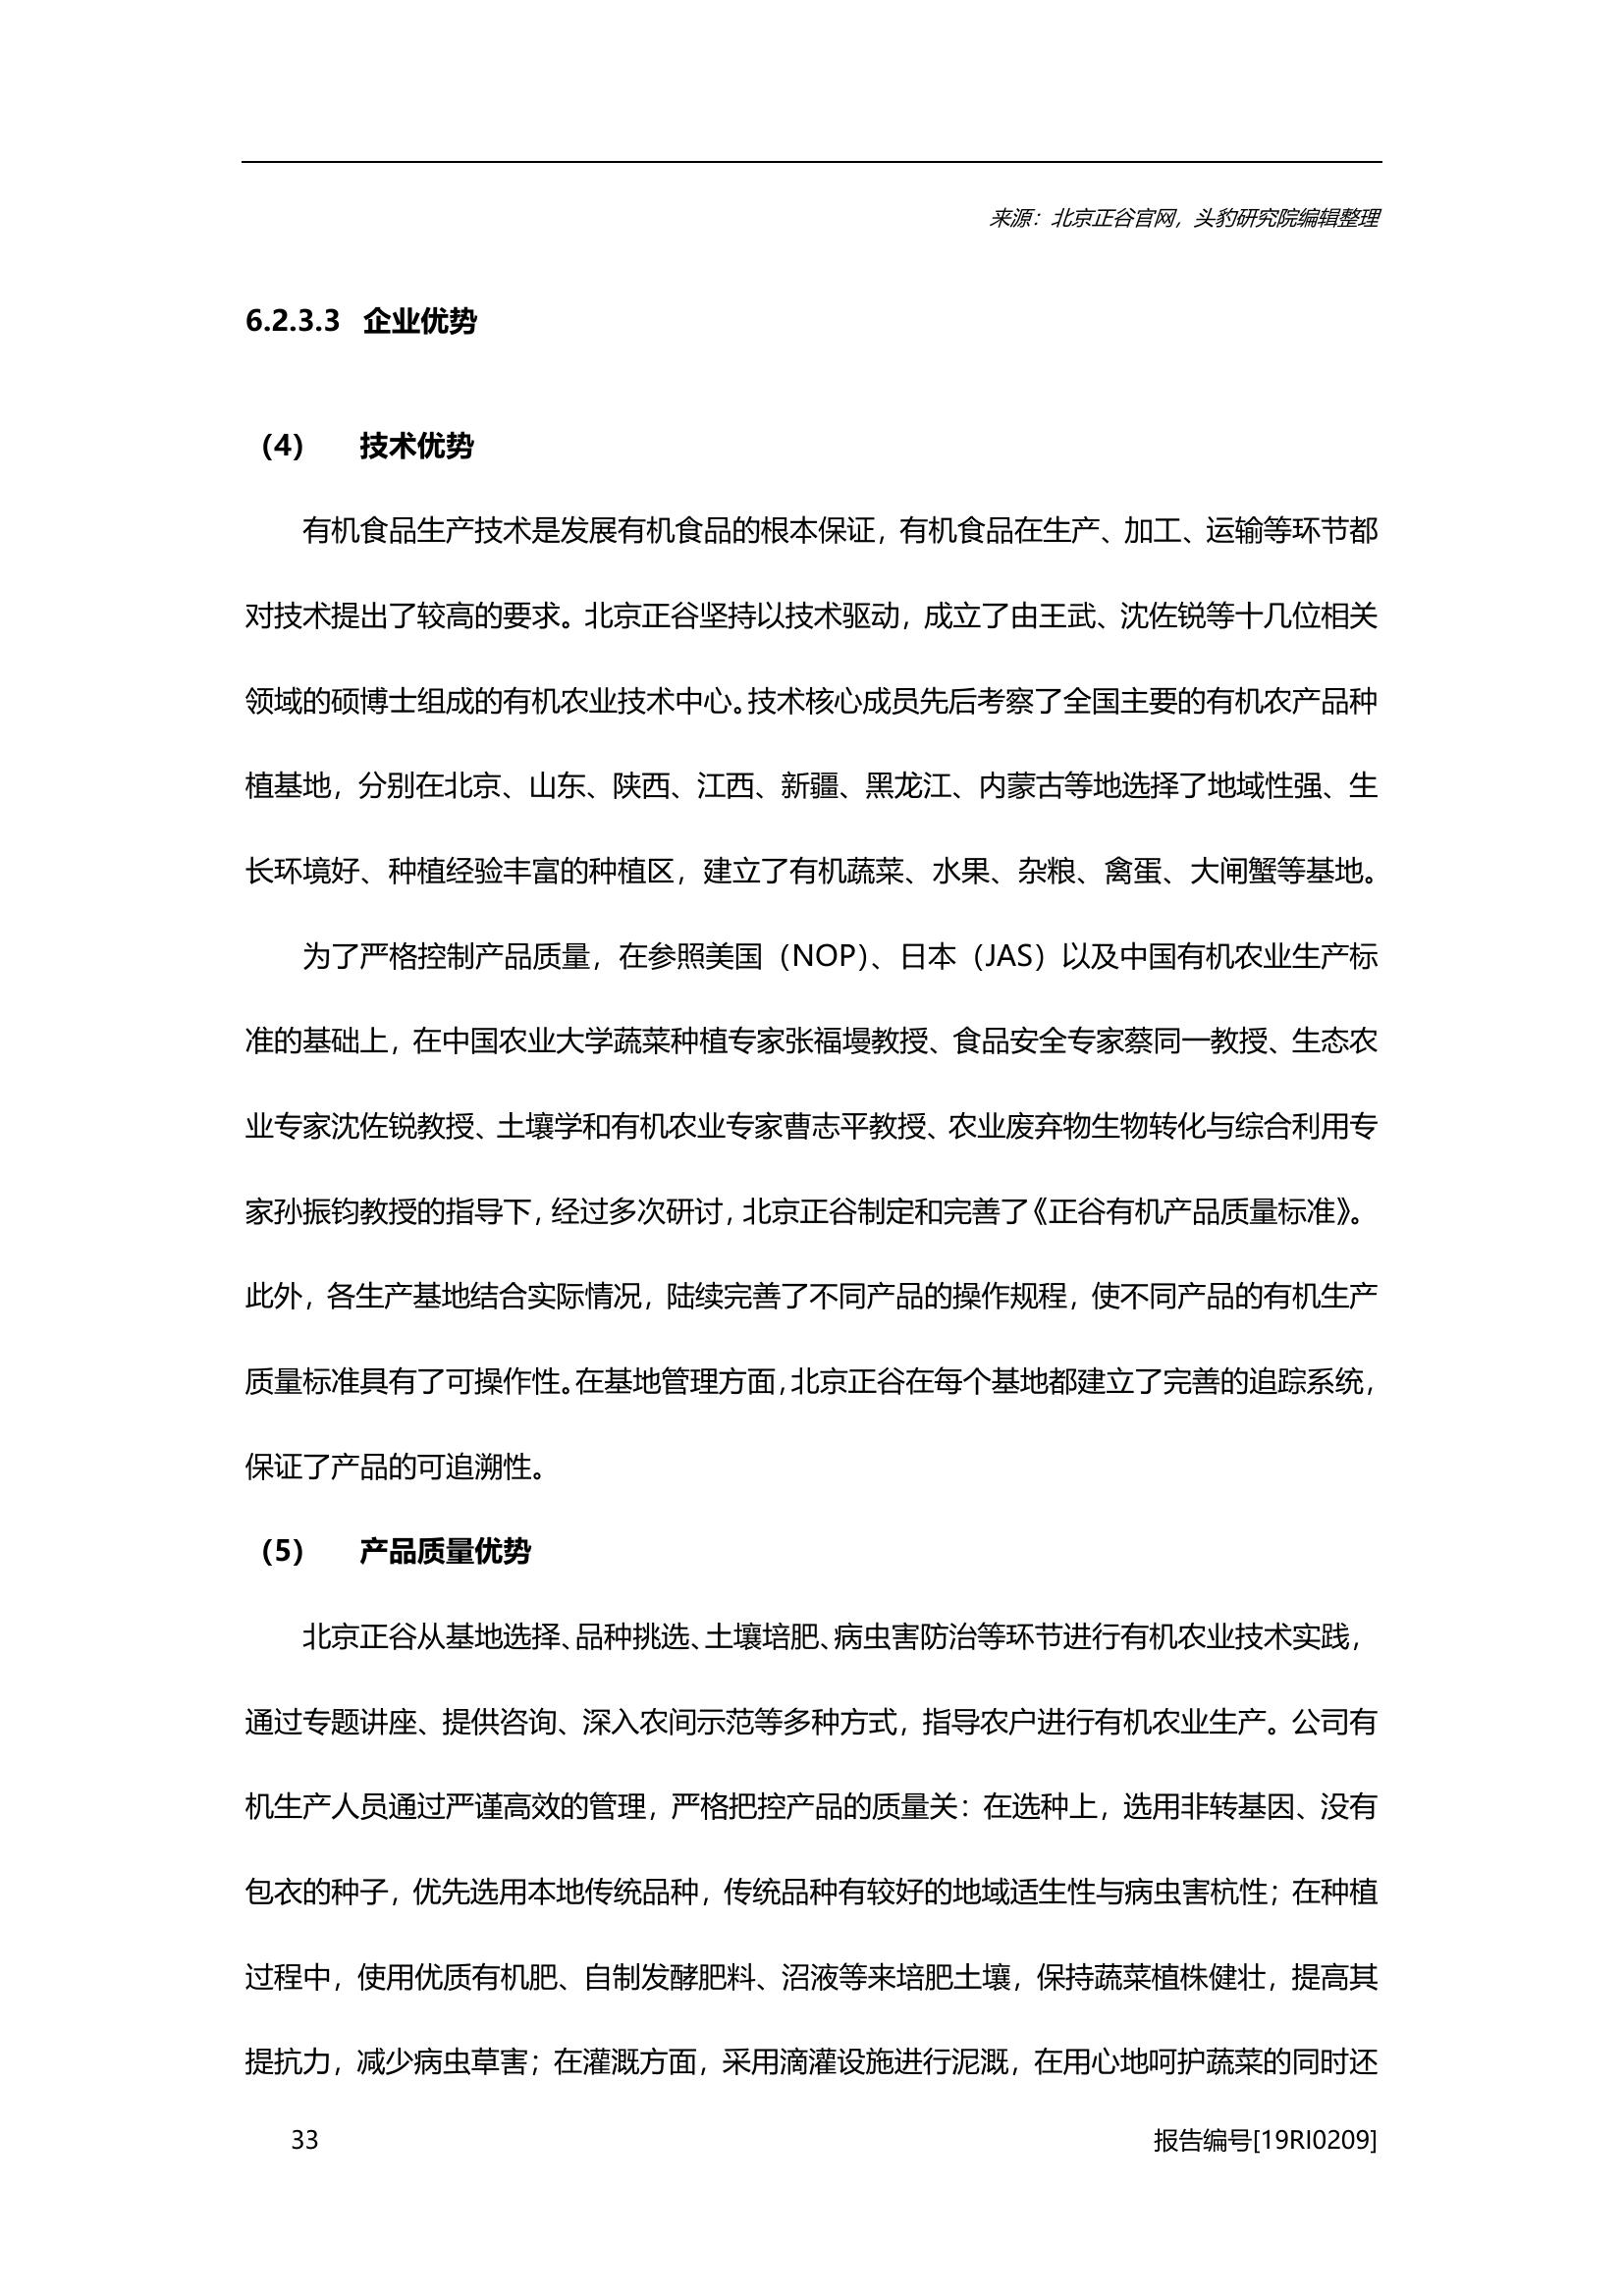 来源：北京正谷官网，头豹研究院编辑整理
6.2.3.3 企业优势
（4） 技术优势
有机食品生产技术是发展有机食品的根本保证，有机食品在生产、加工、运输等环节都
对技术提出了较高的要求。北京正谷坚持以技术驱动，成立了由王武、沈佐锐等十几位相关
领域的硕博士组成的有机农业技术中心。技术核心成员先后考察了全国主要的有机农产品种
植基地，分别在北京、山东、陕西、江西、新疆、黑龙江、内蒙古等地选择了地域性强、生
长环境好、种植经验丰富的种植区，建立了有机蔬菜、水果、杂粮、禽蛋、大闸蟹等基地。
为了严格控制产品质量，在参照美国（NOP）、日本（JAS）以及中国有机农业生产标
准的基础上，在中国农业大学蔬菜种植专家张福墁教授、食品安全专家蔡同一教授、生态农
业专家沈佐锐教授、土壤学和有机农业专家曹志平教授、农业废弃物生物转化与综合利用专
家孙振钧教授的指导下，经过多次研讨，北京正谷制定和完善了《正谷有机产品质量标准》。
此外，各生产基地结合实际情况，陆续完善了不同产品的操作规程，使不同产品的有机生产
质量标准具有了可操作性。在基地管理方面，北京正谷在每个基地都建立了完善的追踪系统，
保证了产品的可追溯性。
（5） 产品质量优势
北京正谷从基地选择、品种挑选、土壤培肥、病虫害防治等环节进行有机农业技术实践，
通过专题讲座、提供咨询、深入农间示范等多种方式，指导农户进行有机农业生产。公司有
机生产人员通过严谨高效的管理，严格把控产品的质量关：在选种上，选用非转基因、没有
包衣的种子，优先选用本地传统品种，传统品种有较好的地域适生性与病虫害杭性；在种植
过程中，使用优质有机肥、自制发酵肥料、沼液等来培肥土壤，保持蔬菜植株健壮，提高其
提抗力，减少病虫草害；在灌溉方面，采用滴灌设施进行泥溉，在用心地呵护蔬菜的同时还
33 报告编号[19RI0209]